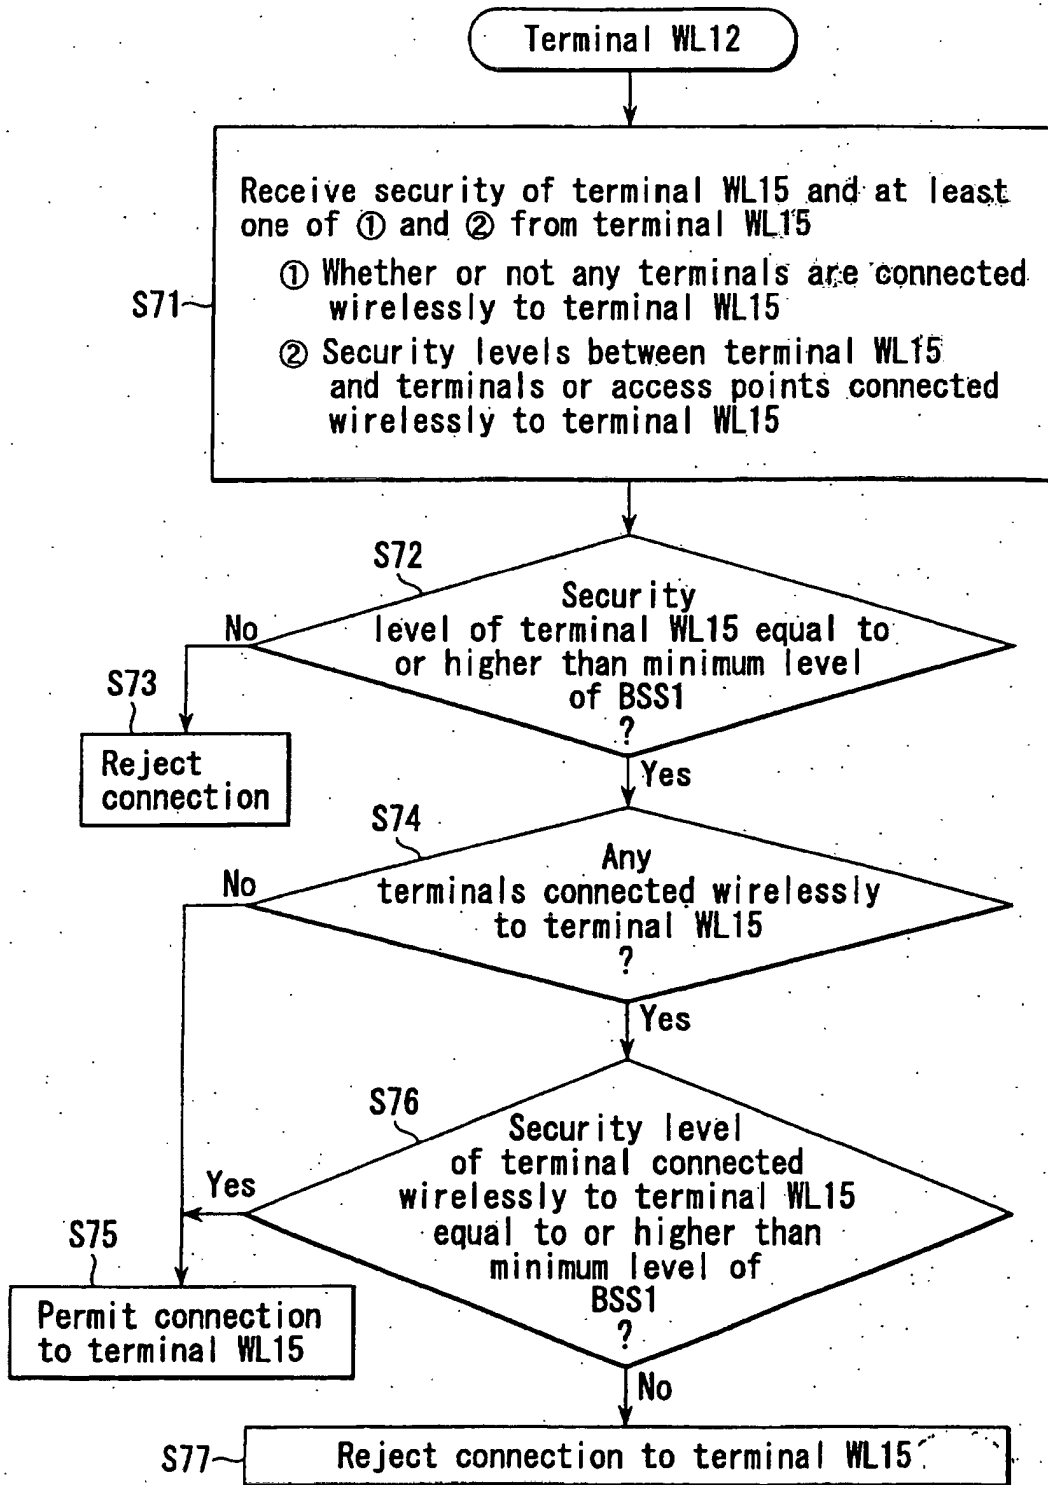 Terminal WL12
Receive security of terminal WL15 and at least
one of ① and ② from terminal WL15
① Whether or not any terminals are connected
wirelessly to terminal WL15
S71
② Security levels between terminal WL15
and terminals or access points connected
wirelessly to terminal WL15
S72
Security
level of terminal WL15 equal to
or higher than minimum level
of BSS1
?
No
S73
Reject
connection
Yes
S74
Any
terminals connected wirelessly
to terminal WL15
?
No
Yes
S76
Security level
of terminal connected
wirelessly to terminal WL15
equal to or higher than
minimum level of
BSS1
?
Yes
S75
Permit connection
to terminal WL15
No
S77
Reject connection to terminal WL15